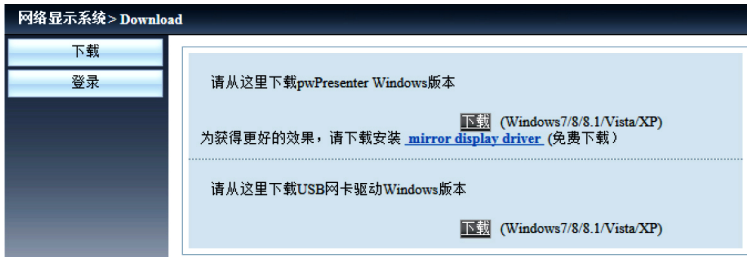 网络显示系统> Download
下载
登录
请从这里下载pwPresenter Windows版本
下载 (Windows7/8/8.1/Vista/XP)
为获得更好的效果，请下载安装 mirror display driver (免费下载)
请从这里下载USB网卡驱动Windows版本
下载 (Windows7/8/8.1/Vista/XP)